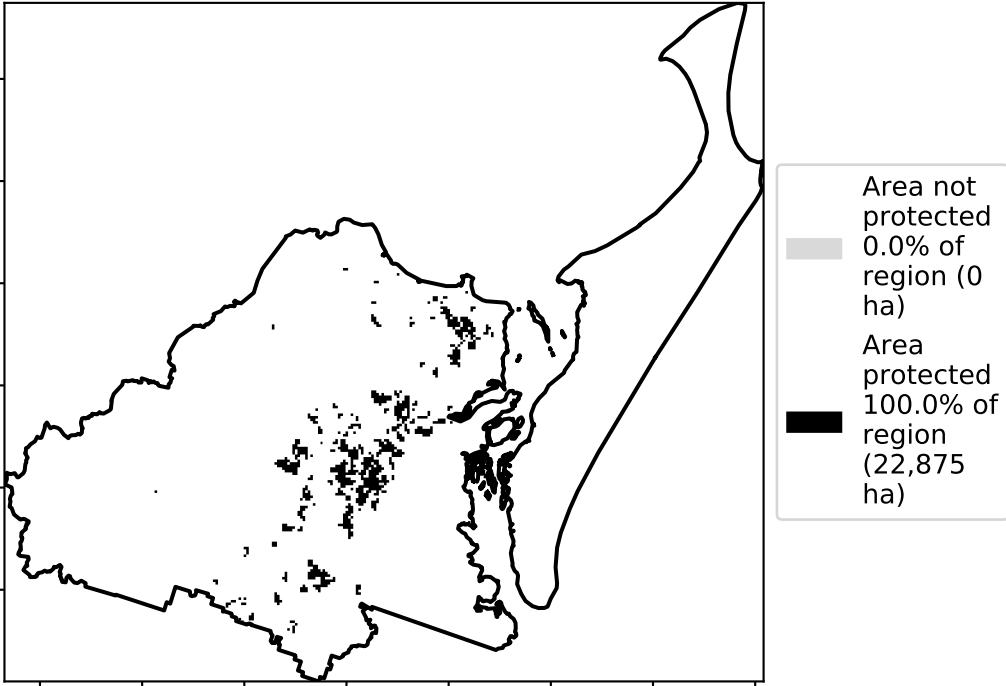 Area not
protected
0.0% of
region (0
ha)
Area
protected
100.0% of
region
(22,875
ha)